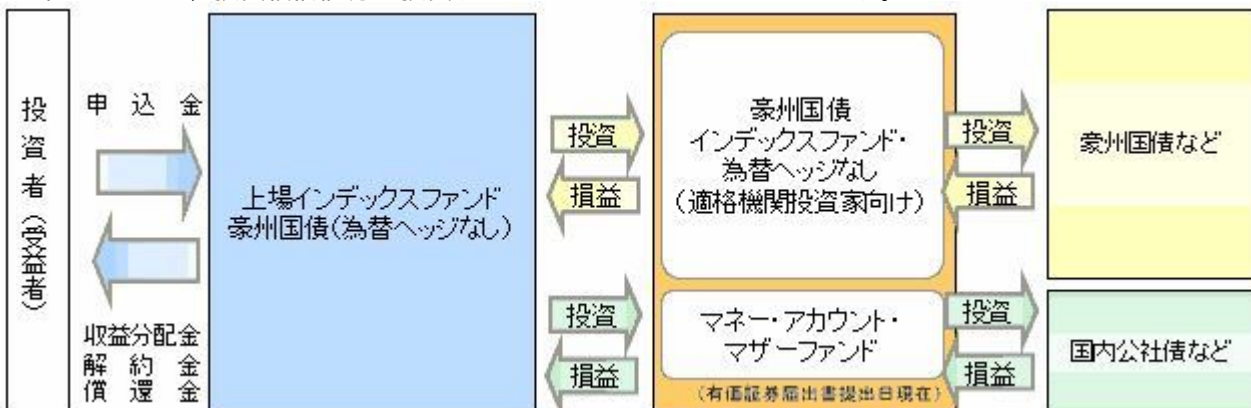 投資者(受益者)
申込金
収益分配金
解約金
償還金
上場インデックスファンド
豪州国債(為替ヘッジなし)
投資
損益
投資
損益
豪州国債
インデックスファンド・
為替ヘッジなし
(適格機関投資家向け)
マネー・アカウント・
マザーファンド
(有価証券届出書提出日現在)
投資
損益
投資
損益
豪州国債など
国内公社債など